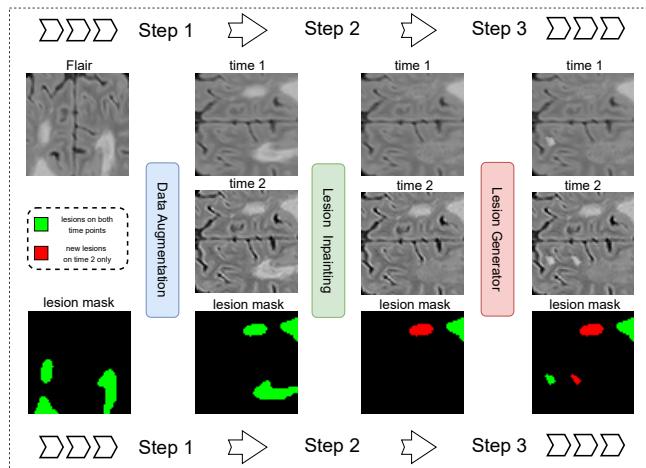 Step 1 Step 2 Step 3
Flair
time 1
time 1
time 1
Data Augmentation
Lesion Inpainting
Lesion Generator
time 2
time 2
time 2
lesions on both
time points
new lesions
on time 2 only
lesion mask
lesion mask
lesion mask
lesion mask
Step 1 Step 2 Step 3